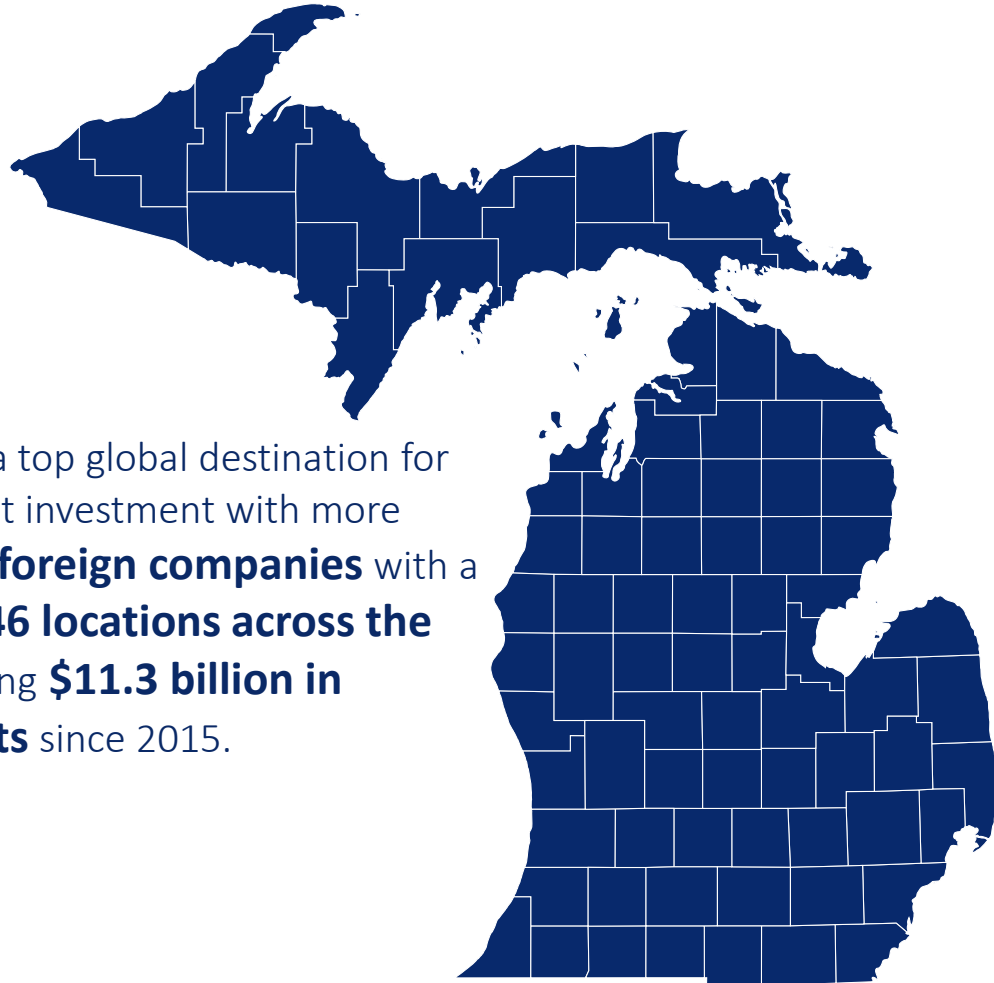 a top global destination for
t investment with more
foreign companies with a
46 locations across the
ng $11.3 billion in
ts since 2015.